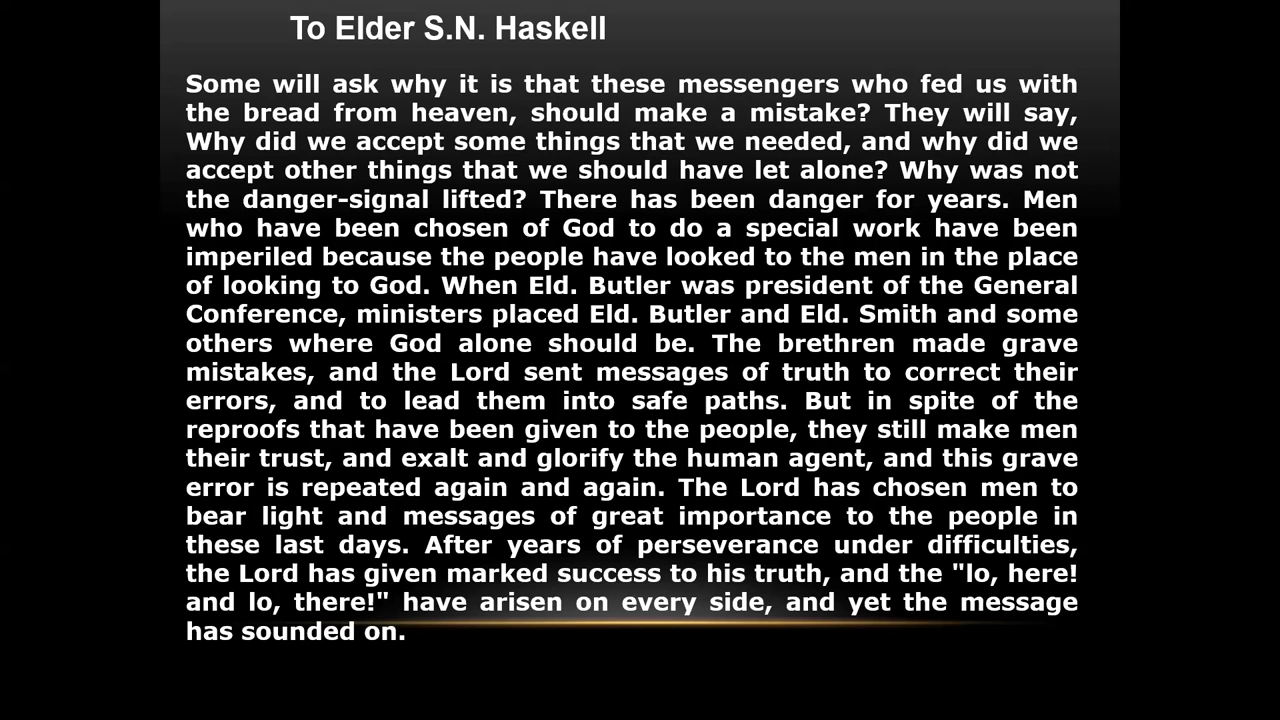 To Elder S.N. Haskell
Some will ask why it is that these messengers who fed us with
the bread from heaven, should make a mistake? They will say,
Why did we accept some things that we needed, and why did we
accept other things that we should have let alone? Why was not
the danger-signal lifted? There has been danger for years. Men
who have been chosen of God to do a special work have been
imperiled because the people have looked to the men in the place
of looking to God. When Eld. Butler was president of the General
Conference, ministers placed Eld. Butler and Eld. Smith and some
others where God alone should be. The brethren made grave
mistakes, and the Lord sent messages of truth to correct their
errors, and to lead them into safe paths. But in spite of the
reproofs that have been given to the people, they still make men
their trust, and exalt and glorify the human agent, and this grave
error is repeated again and again. The Lord has chosen men to
bear light and messages of great importance to the people in
these last days. After years of perseverance under difficulties,
the Lord has given marked success to his truth, and the "lo, here!
and lo, there!" have arisen on every side, and yet the message
has sounded on.